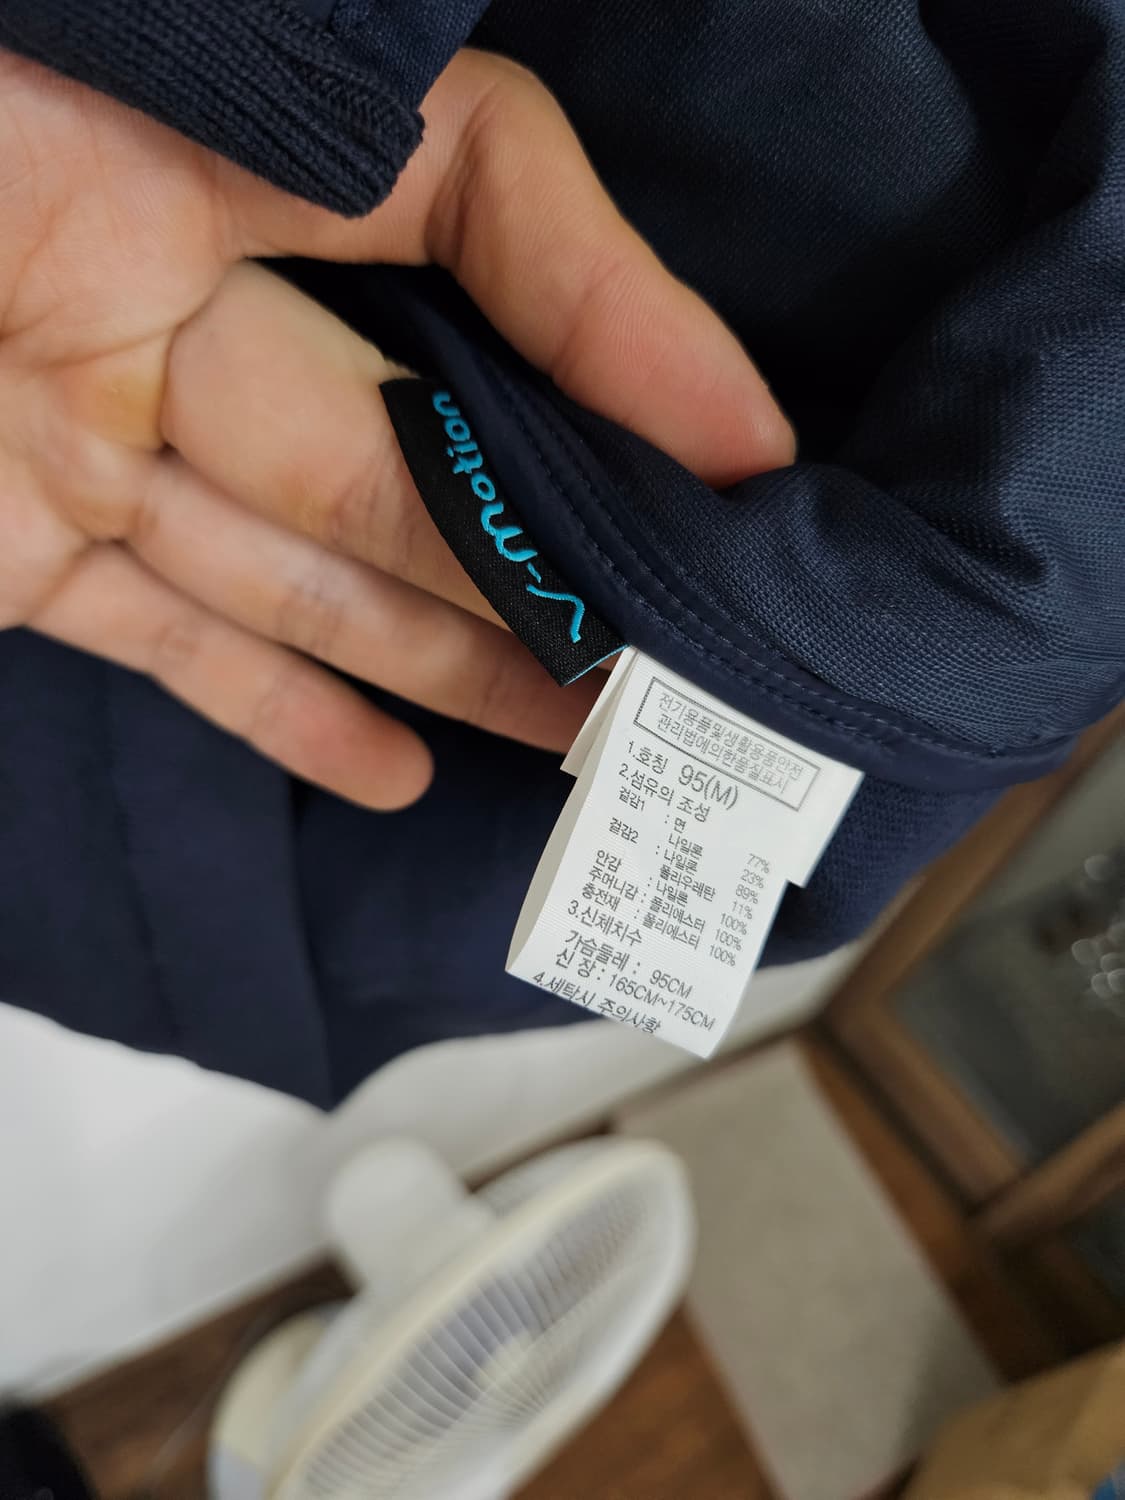 V-motion
전기용품및생활용품안전
관리법에의한품질표시
1.호칭 95(M)
2.섬유의 조성
겉감1 : 면 77%
나일론 23%
겉감2 : 나일론 89%
폴리우레탄 11%
안감 : 나일론 100%
주머니감 : 폴리에스터 100%
충전재 : 폴리에스터 100%
3.신체치수
가슴둘레 : 95CM
신 장 : 165CM~175CM
4.세탁시 주의사항